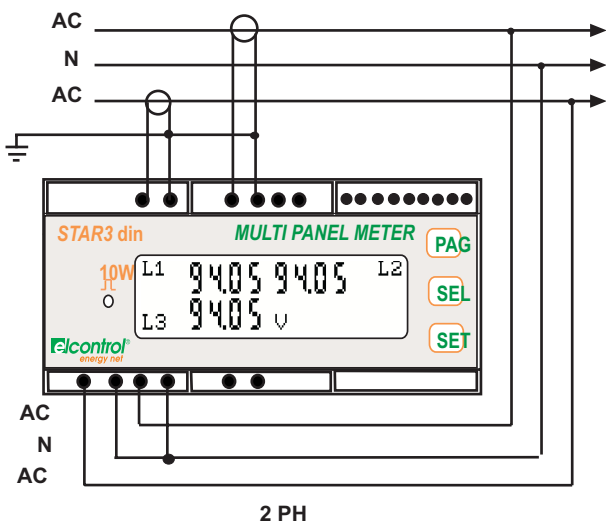 AC
N
AC
STAR3 din
MULTI PANEL METER
PAG
10W
L1 94.05 94.05 L2
SEL
L3 94.05 V
SET
elcontrol®
energy net
AC
N
AC
2 PH